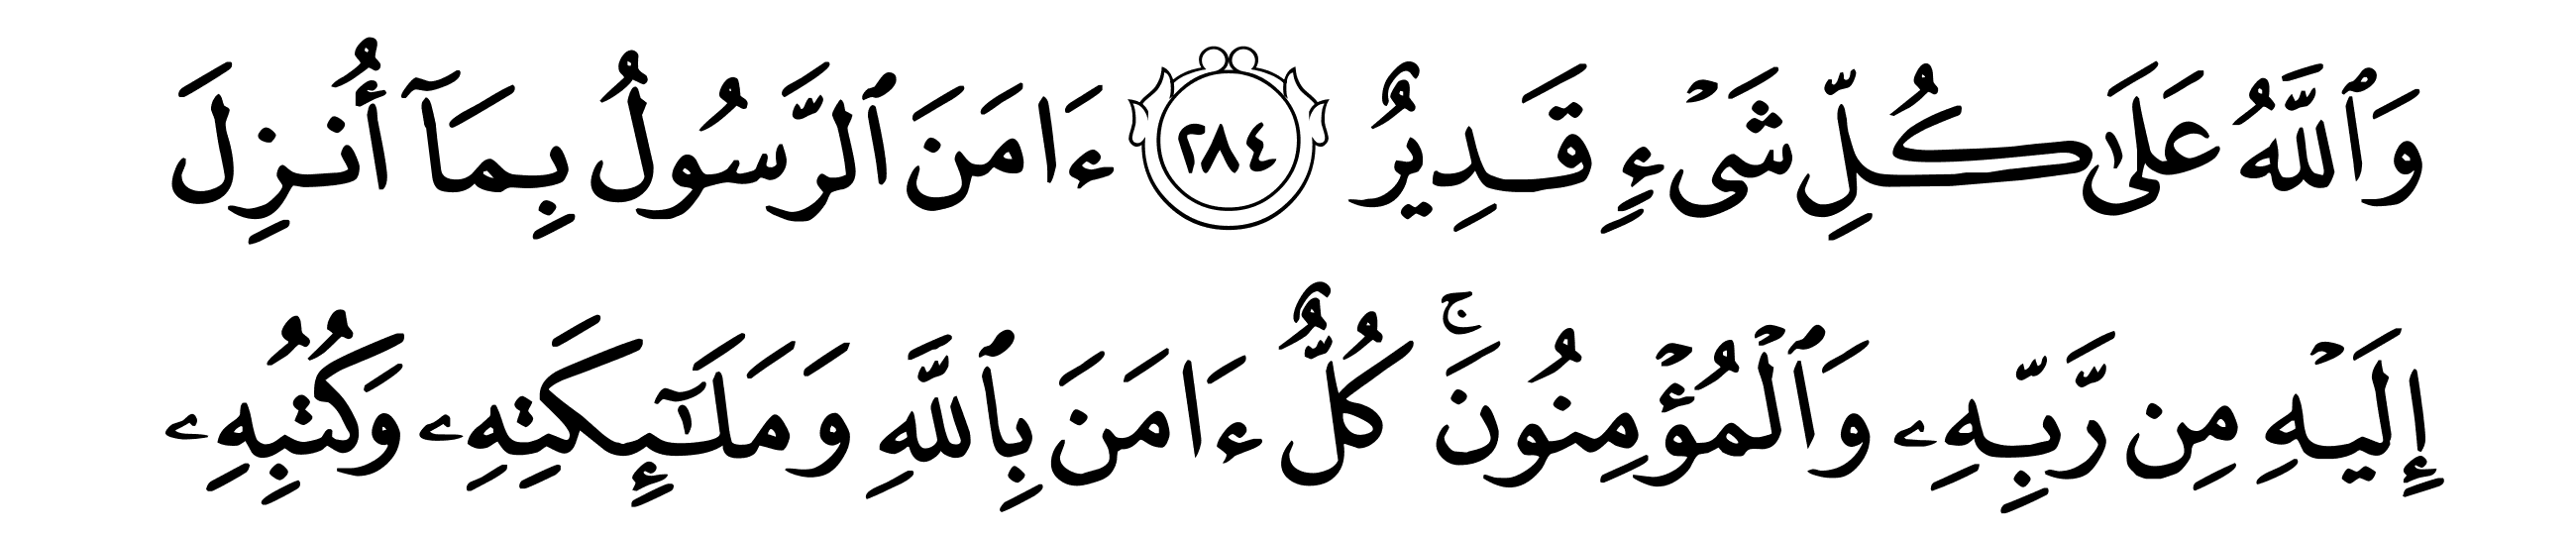 وَٱللَّهُ عَلَىٰ كُلِّ شَىْءٍ قَدِيرٌ ٢٨٤ ءَامَنَ ٱلرَّسُولُ بِمَآ أُنزِلَ
إِلَيْهِ مِن رَّبِّهِۦ وَٱلْمُؤْمِنُونَ ۚ كُلٌّ ءَامَنَ بِٱللَّهِ وَمَلَـٰٓئِكَتِهِۦ وَكُتُبِهِۦ